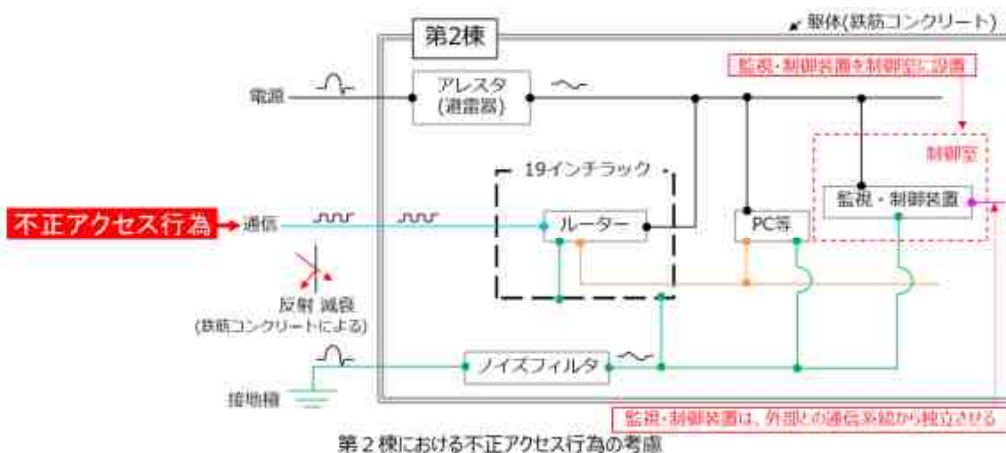 第2棟
躯体(鉄筋コンクリート)
監視・制御装置を制御室に設置
電源
アレスタ
(避雷器)
制御室
19インチラック
監視・制御装置
不正アクセス行為
通信
ルーター
PC等
反射 減衰
(鉄筋コンクリートによる)
ノイズフィルタ
接地極
監視・制御装置は、外部との通信系統から独立させる
第2棟における不正アクセス行為の考慮